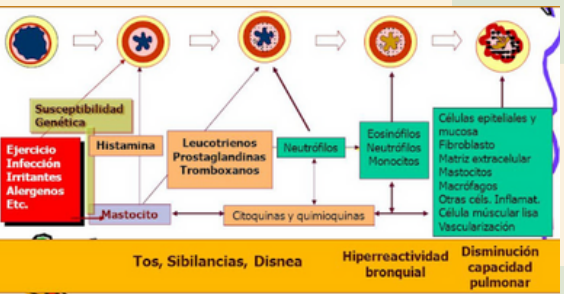 Susceptibilidad
Genética
Ejercicio
Infección
Irritantes
Alergenos
Etc.
Histamina
Mastocito
Leucotrienos
Prostaglandinas
Tromboxanos
Neutrófilos
Citoquinas y quimioquinas
Eosinófilos
Neutrófilos
Monocitos
Células epiteliales y
mucosa
Fibroblasto
Matriz extracelular
Mastocitos
Macrófagos
Otras céls. Inflamat.
Célula múscular lisa
Vascularización
Tos, Sibilancias, Disnea
Hiperreactividad
bronquial
Disminución
capacidad
pulmonar